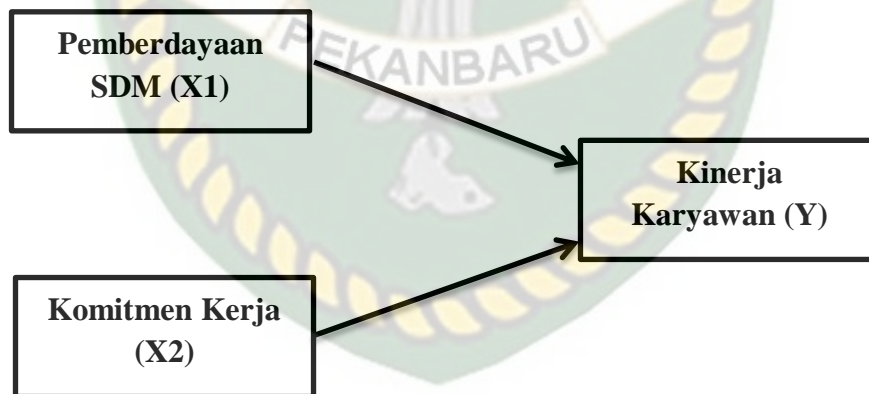 Pemberdayaan
SDM (X1)
PEKANBARU
Kinerja
Karyawan (Y)
Komitmen Kerja
(X2)